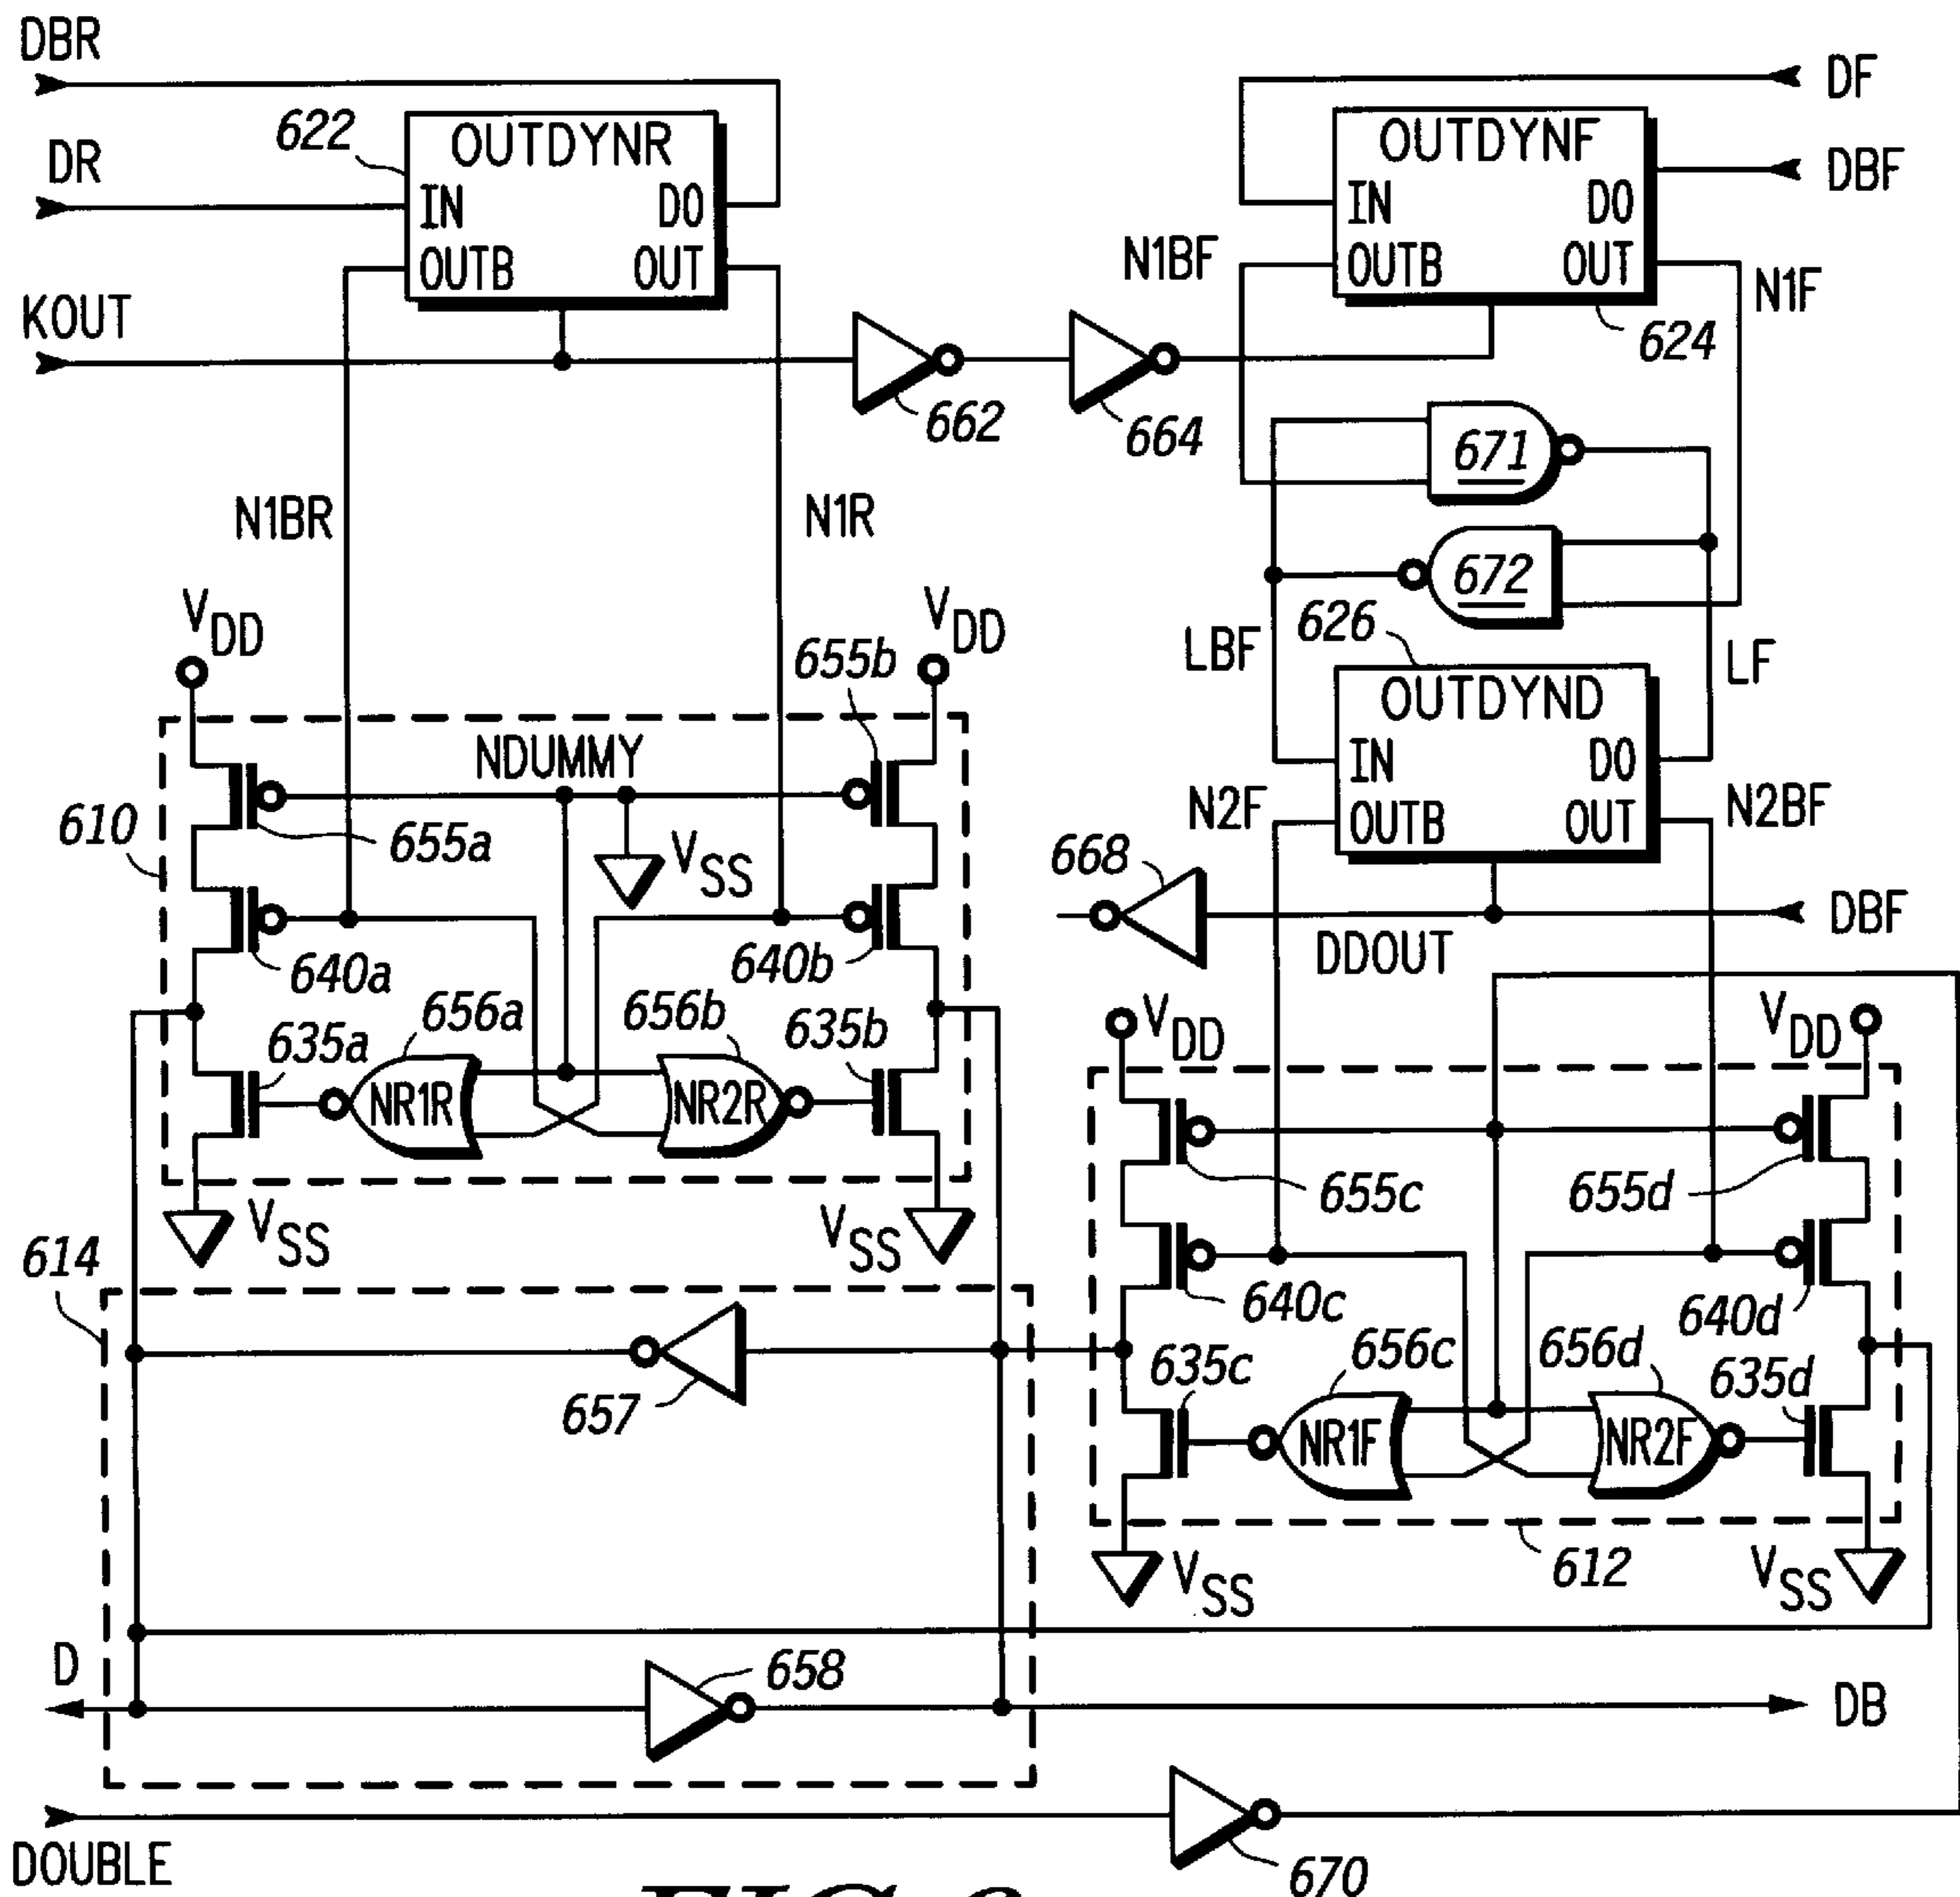 DBR
DF
622
OUTDYNR
OUTDYNF
DR
DBF
IN
DO
IN
DO
OUTB
OUT
N1BF
OUTB
OUT
N1F
KOUT
624
662
664
671
N1BR
N1R
672
626
VDD
VDD
655b
LBF
LF
OUTDYND
NDUMMY
IN
DO
610
655a
VSS
N2F
OUTB
OUT
N2BF
668
DBF
640a
640b
DDOUT
656a
656b
635a
635b
VDD
VDD
NR1R
NR2R
655c
655d
VSS
VSS
614
640c
640d
657
635c
656c
656d
635d
NR1F
NR2F
VSS
612
VSS
D
658
DB
DOUBLE
670